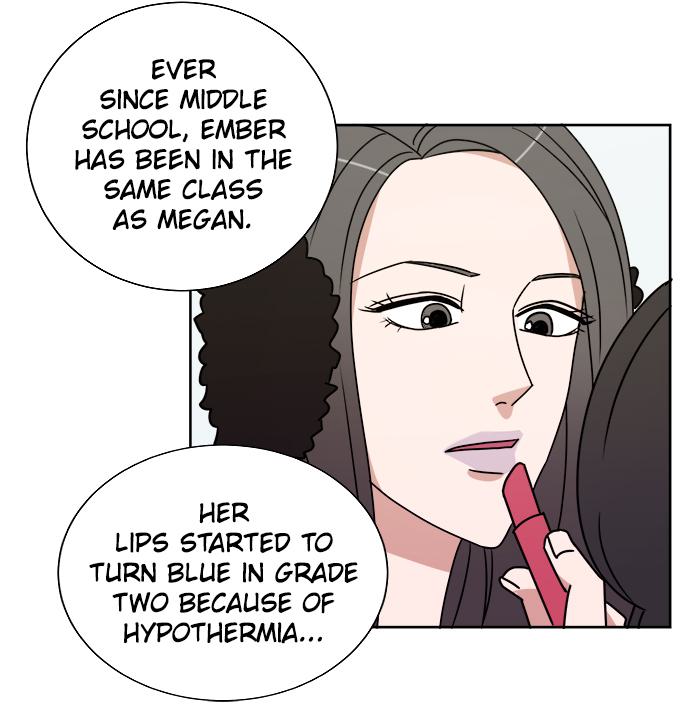 EVER
SINCE MIDDLE
SCHOOL, EMBER
HAS BEEN IN THE
SAME CLASS
AS MEGAN.
HER
LIPS STARTED TO
TURN BLUE IN GRADE
TWO BECAUSE OF
HYPOTHERMIA...